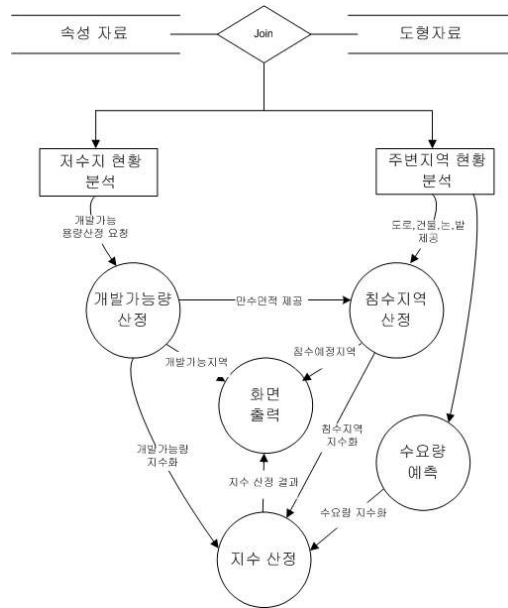 속성 자료
Join
도형자료
저수지 현황
분석
주변지역 현황
분석
개발가능
용량산정 요청
도로,건물,논,밭
제공
개발가능량
산정
만수면적 제공
침수지역
산정
개발가능지역
침수예정지역
화면
출력
개발가능량
지수화
침수지역
지수화
수요량
예측
지수 산정 결과
수요량 지수화
지수 산정